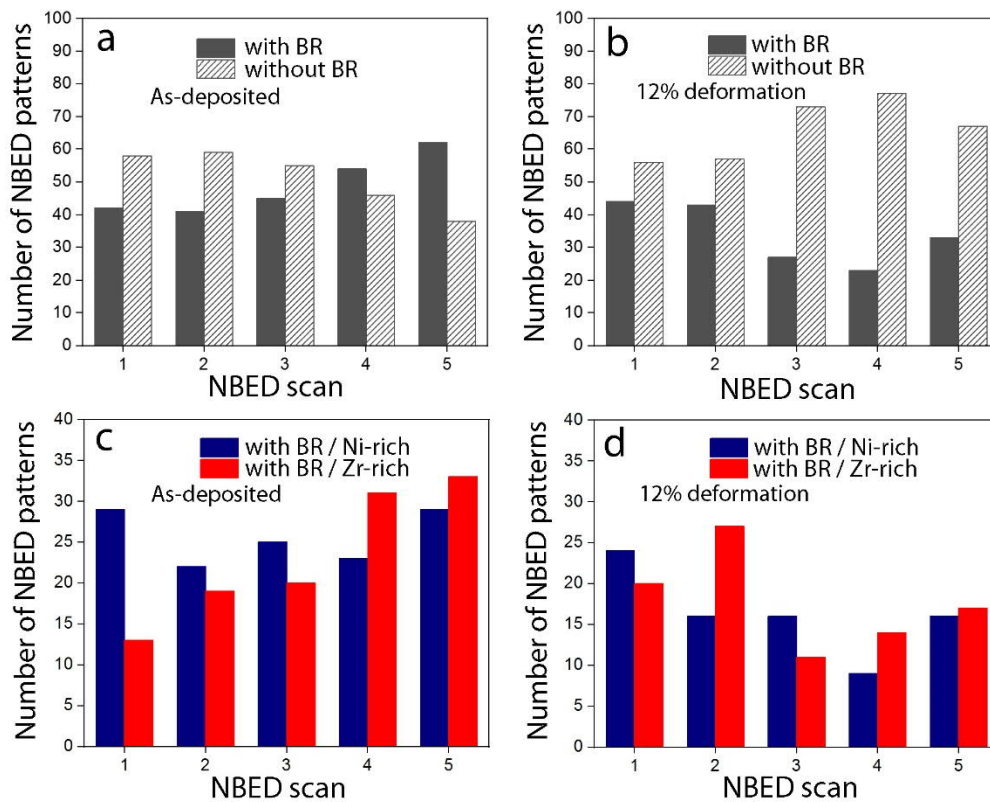 a
with BR
without BR
As-deposited
Number of NBED patterns
100
90
80
70
60
50
40
30
20
10
0
1 2 3 4 5
NBED scan
b
with BR
without BR
12% deformation
Number of NBED patterns
100
90
80
70
60
50
40
30
20
10
0
1 2 3 4 5
NBED scan
c
with BR / Ni-rich
with BR / Zr-rich
As-deposited
Number of NBED patterns
40
35
30
25
20
15
10
5
0
1 2 3 4 5
NBED scan
d
with BR / Ni-rich
with BR / Zr-rich
12% deformation
Number of NBED patterns
40
35
30
25
20
15
10
5
0
1 2 3 4 5
NBED scan